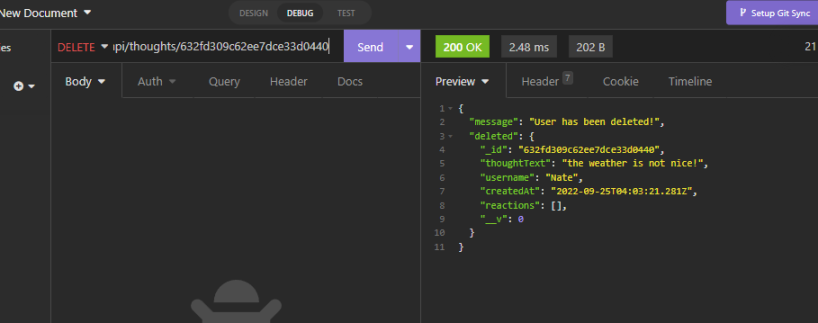 New Document
DESIGN DEBUG TEST
Setup Git Sync
DELETE api/thoughts/632fd309c62ee7dce33d0440 Send
200 OK 2.48 ms 202 B 21
Body Auth Query Header Docs
Preview Header 7 Cookie Timeline
1 {
2 "message": "User has been deleted!",
3 "deleted": {
4 "_id": "632fd309c62ee7dce33d0440",
5 "thoughtText": "the weather is not nice!",
6 "username": "Nate",
7 "createdAt": "2022-09-25T04:03:21.281Z",
8 "reactions": [],
9 "__v": 0
10 }
11 }